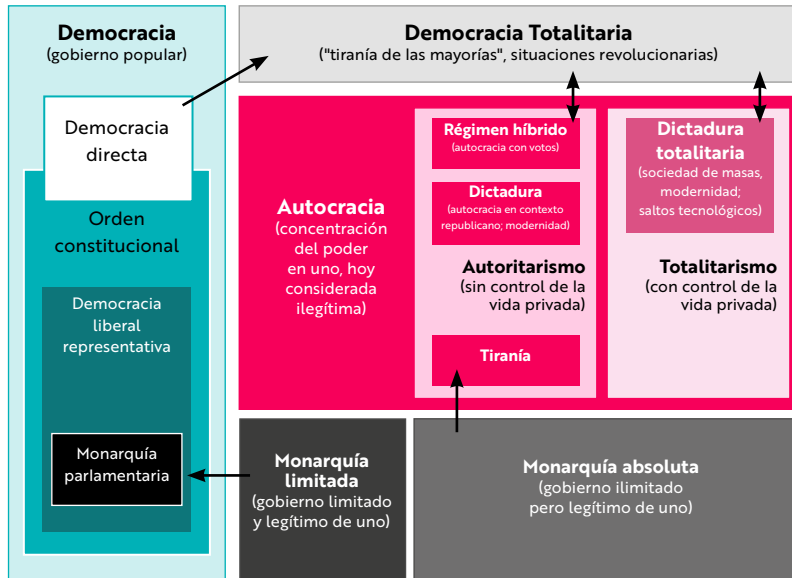 Democracia
(gobierno popular)
Democracia
directa
Orden
constitucional
Democracia
liberal
representativa
Monarquía
parlamentaria
Democracia Totalitaria
("tiranía de las mayorías", situaciones revolucionarias)
Autocracia
(concentración
del poder
en uno, hoy
considerada
ilegítima)
Régimen híbrido
(autocracia con votos)
Dictadura
(autocracia en contexto
republicano; modernidad)
Autoritarismo
(sin control de la
vida privada)
Tiranía
Dictadura
totalitaria
(sociedad de masas,
modernidad;
saltos tecnológicos)
Totalitarismo
(con control de la
vida privada)
Monarquía
limitada
(gobierno limitado
y legítimo de uno)
Monarquía absoluta
(gobierno ilimitado
pero legítimo de uno)